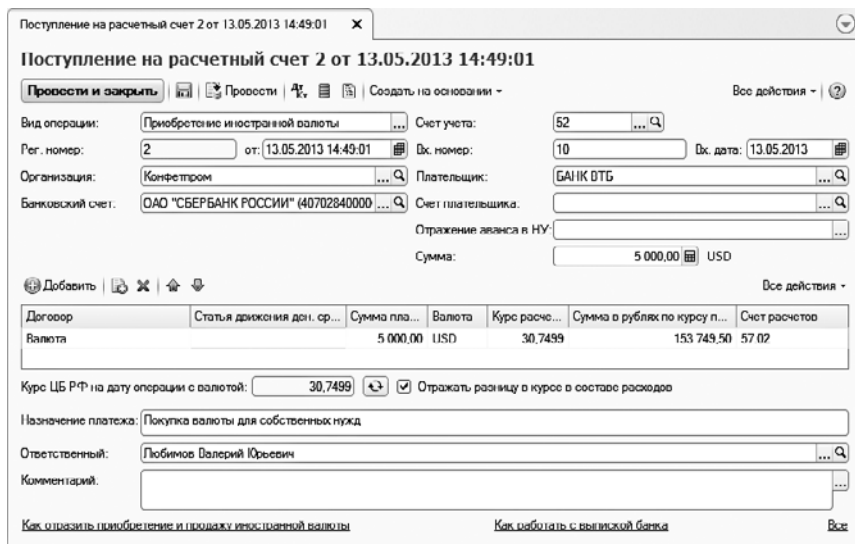 Поступление на расчетный счет 2 от 13.05.2013 14:49:01
Поступление на расчетный счет 2 от 13.05.2013 14:49:01
Провести и закрыть Провести Создать на основании Все действия
Вид операции: Приобретение иностранной валюты ... Счет учета: 52 ...
Рег. номер: 2 от: 13.05.2013 14:49:01 Вх. номер: 10 Вх. дата: 13.05.2013
Организация: Конфетпром ... Плательщик: БАНК ВТБ ...
Банковский счет: ОАО "СБЕРБАНК РОССИИ" (40702840000 ... Счет плательщика: ...
Отражение аванса в НУ: ...
Сумма: 5 000,00 USD
Добавить Все действия
Договор Статья движения ден. ср... Сумма пла... Валюта Курс расче... Сумма в рублях по курсу п... Счет расчетов
Валюта 5 000,00 USD 30,7499 153 749,50 57.02
Курс ЦБ РФ на дату операции с валютой: 30,7499 Отражать разницу в курсе в составе расходов
Назначение платежа: Покупка валюты для собственных нужд
Ответственный: Любимов Валерий Юрьевич ...
Комментарий: ...
Как отразить приобретение и продажу иностранной валюты Как работать с выпиской банка Все